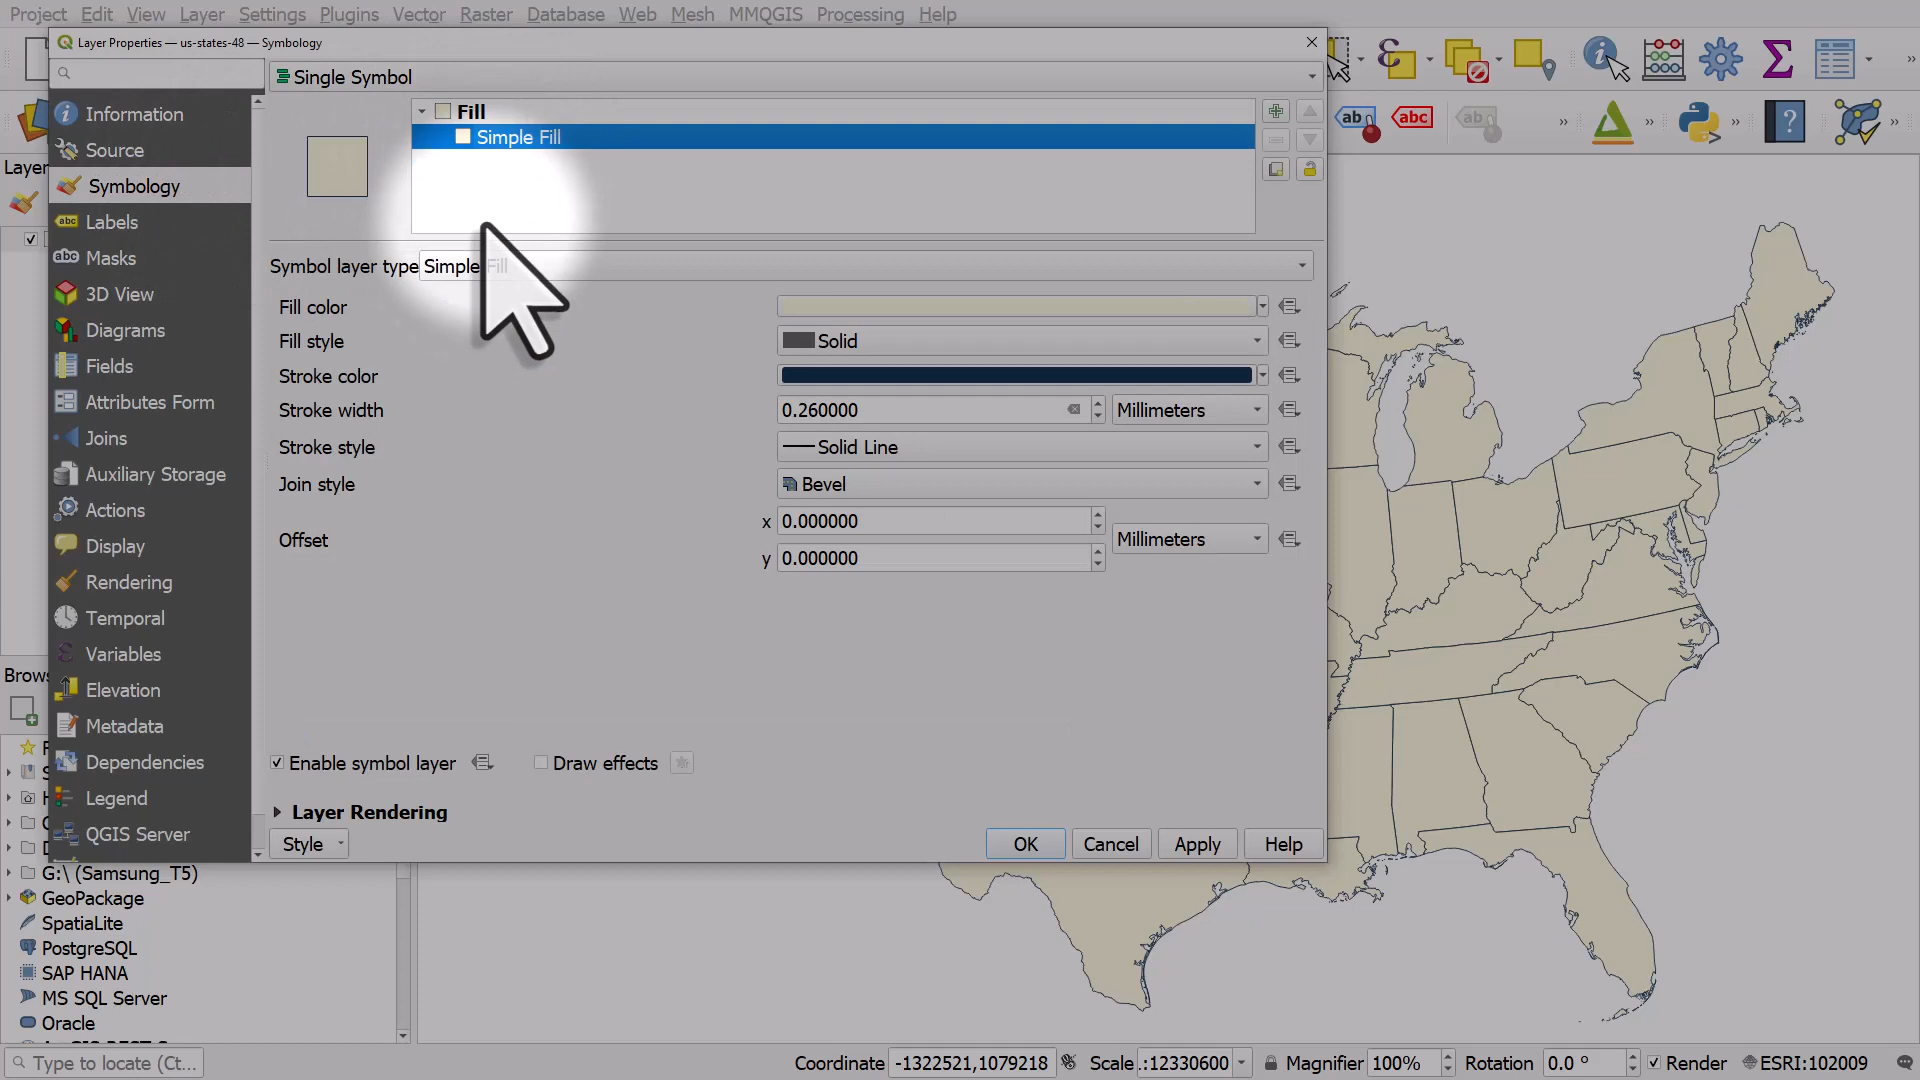 Project Edit View Layer Settings Plugins Vector Raster Database Web Mesh MMQGIS Processing Help
Layer Properties — us-states-48 — Symbology
Single Symbol
Information
Source
Symbology
Labels
Masks
3D View
Diagrams
Fields
Attributes Form
Joins
Auxiliary Storage
Actions
Display
Rendering
Temporal
Variables
Elevation
Metadata
Dependencies
Legend
QGIS Server
Fill
Simple Fill
Symbol layer type Simple Fill
Fill color
Fill style Solid
Stroke color
Stroke width 0.260000 Millimeters
Stroke style Solid Line
Join style Bevel
Offset x 0.000000 Millimeters
y 0.000000
Enable symbol layer Draw effects
Layer Rendering
Style OK Cancel Apply Help
ab abc abc
Layer
Brows
G:\ (Samsung_T5)
GeoPackage
SpatiaLite
PostgreSQL
SAP HANA
MS SQL Server
Oracle
Type to locate (Ct...
Coordinate -1322521,1079218 Scale .:12330600 Magnifier 100% Rotation 0.0 ° Render ESRI:102009